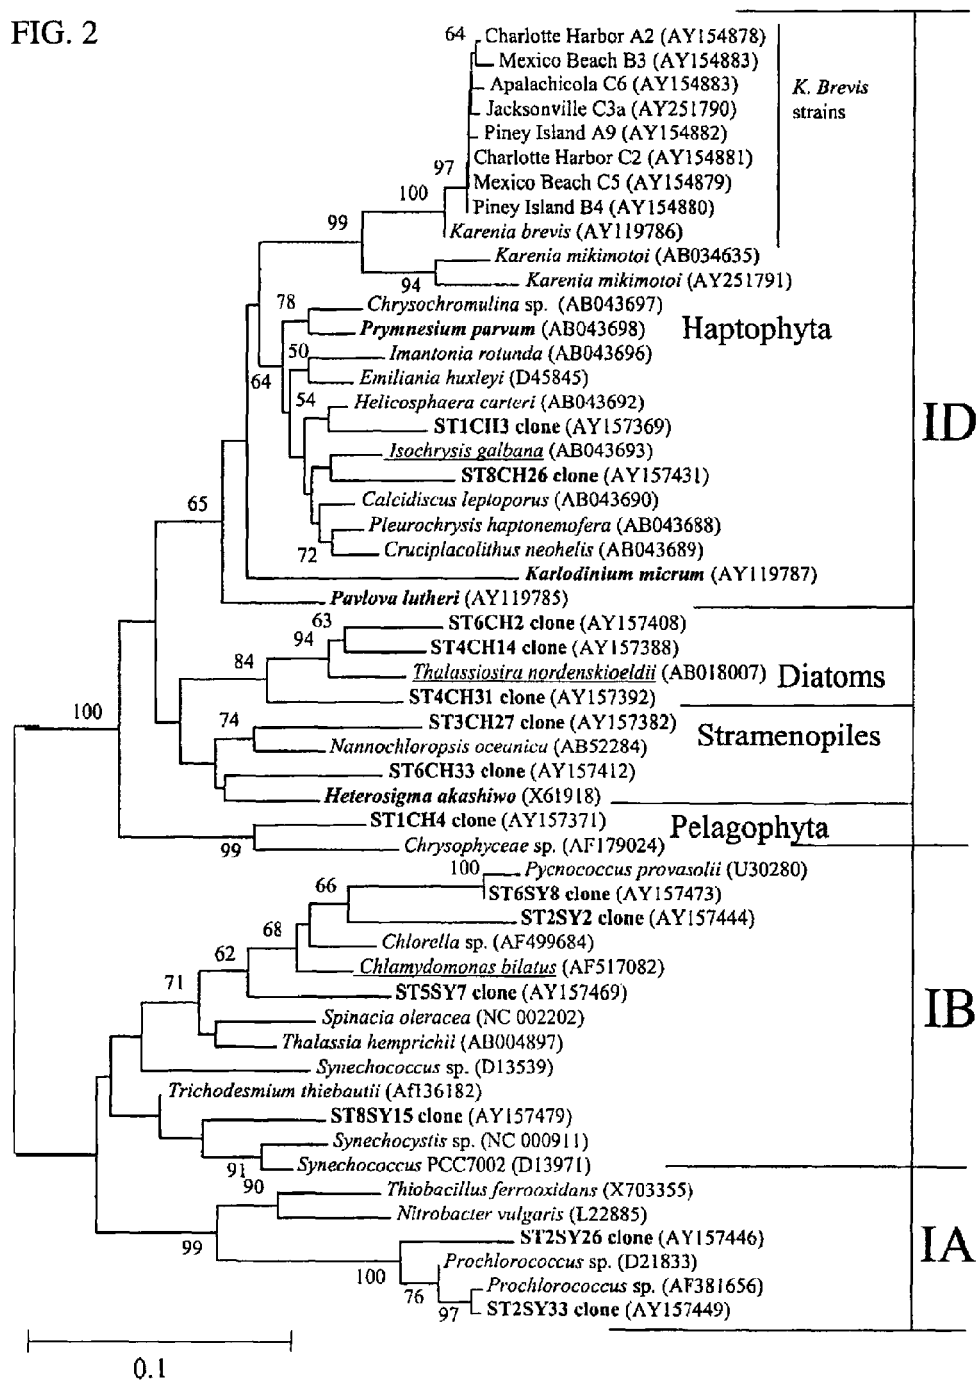 FIG. 2
64
Charlotte Harbor A2 (AY154878)
Mexico Beach B3 (AY154883)
Apalachicola C6 (AY154883)
K. Brevis
strains
Jacksonville C3a (AY251790)
Piney Island A9 (AY154882)
Charlotte Harbor C2 (AY154881)
97
Mexico Beach C5 (AY154879)
100
Piney Island B4 (AY154880)
99
Karenia brevis (AY119786)
Karenia mikimotoi (AB034635)
94
Karenia mikimotoi (AY251791)
78
Chrysochromulina sp. (AB043697)
Prymnesium parvum (AB043698)
Haptophyta
50
Imantonia rotunda (AB043696)
64
Emiliania huxleyi (D45845)
54
Helicosphaera carteri (AB043692)
ID
ST1CH3 clone (AY157369)
Isochrysis galbana (AB043693)
ST8CH26 clone (AY157431)
65
Calcidiscus leptoporus (AB043690)
Pleurochrysis haptonemofera (AB043688)
72
Cruciplacolithus neohelis (AB043689)
Karlodinium micrum (AY119787)
Pavlova lutheri (AY119785)
63
ST6CH2 clone (AY157408)
94
ST4CH14 clone (AY157388)
84
Thalassiosira nordenskioeldii (AB018007)
Diatoms
ST4CH31 clone (AY157392)
100
74
ST3CH27 clone (AY157382)
Stramenopiles
Nannochloropsis oceanicu (AB52284)
ST6CH33 clone (AY157412)
Heterosigma akashiwo (X61918)
ST1CH4 clone (AY157371)
Pelagophyta
99
Chrysophyceae sp. (AF179024)
100
Pycnococcus provasolii (U30280)
66
ST6SY8 clone (AY157473)
ST2SY2 clone (AY157444)
68
Chlorella sp. (AF499684)
62
Chlamydomonas bilatus (AF517082)
71
ST5SY7 clone (AY157469)
IB
Spinacia oleracea (NC 002202)
Thalassia hemprichii (AB004897)
Synechococcus sp. (D13539)
Trichodesmium thiebautii (Af136182)
ST8SY15 clone (AY157479)
Synechocystis sp. (NC 000911)
91
Synechococcus PCC7002 (D13971)
90
Thiobacillus ferrooxidans (X703355)
Nitrobacter vulgaris (L22885)
99
ST2SY26 clone (AY157446)
IA
100
Prochlorococcus sp. (D21833)
76
Prochlorococcus sp. (AF381656)
97
ST2SY33 clone (AY157449)
0.1